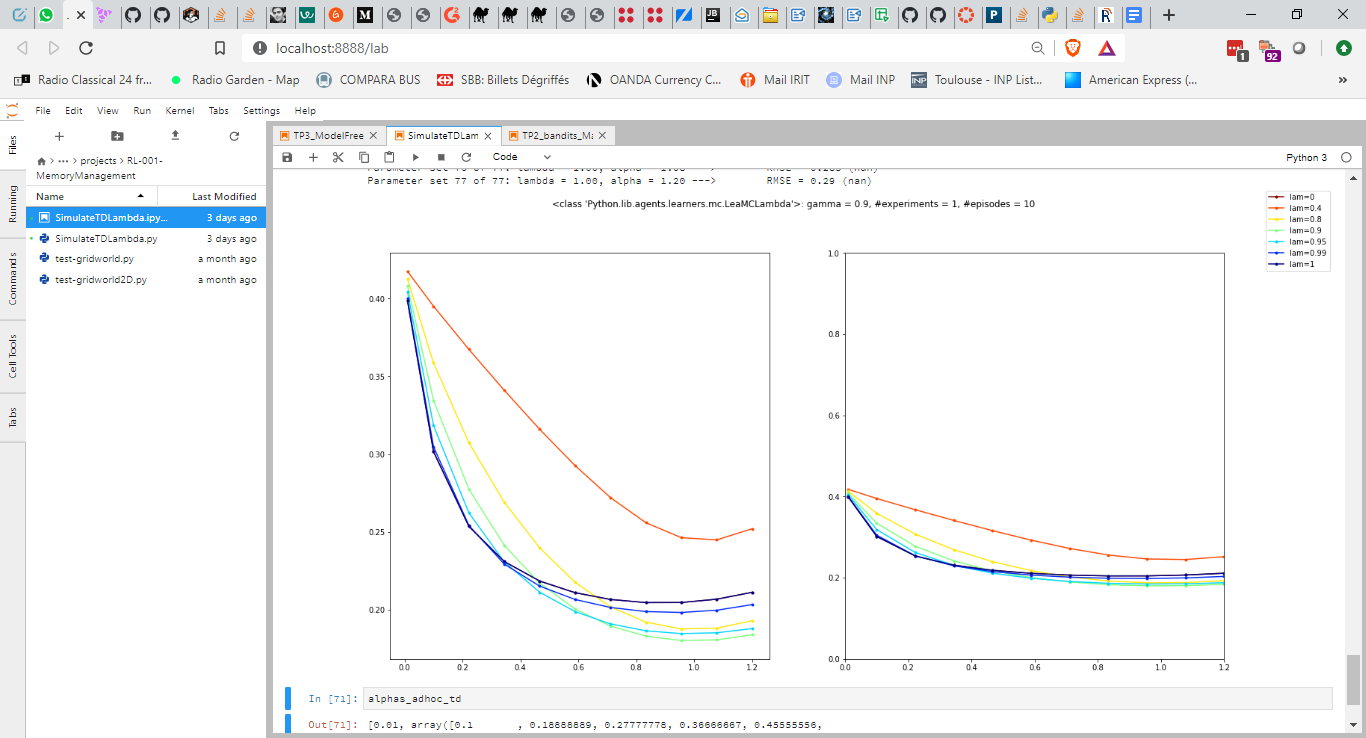 localhost:8888/lab
1
92
Radio Classical 24 fr...
Radio Garden - Map
COMPARA BUS
SBB: Billets Dégriffés
OANDA Currency C...
Mail IRIT
Mail INP
Toulouse - INP List...
American Express (...
»
File Edit View Run Kernel Tabs Settings Help
Files
Running
Commands
Cell Tools
Tabs
··· projects RL-001-
MemoryManagement
Name Last Modified
SimulateTDLambda.ipy... 3 days ago
SimulateTDLambda.py 3 days ago
test-gridworld.py a month ago
test-gridworld2D.py a month ago
TP3_ModelFree
SimulateTDLam
TP2_bandits_Ma
Code
Python 3
Parameter set 77 of 77: lambda = 1.00, alpha = 1.20 ---> RMSE = 0.29 (nan)
<class 'Python.lib.agents.learners.mc.LeaMCLambda'>: gamma = 0.9, #experiments = 1, #episodes = 10
lam=0
lam=0.4
lam=0.8
lam=0.9
lam=0.95
lam=0.99
lam=1
0.40
0.35
0.30
0.25
0.20
0.0 0.2 0.4 0.6 0.8 1.0 1.2
1.0
0.8
0.6
0.4
0.2
0.0
0.0 0.2 0.4 0.6 0.8 1.0 1.2
In [71]: alphas_adhoc_td
Out[71]: [0.01, array([0.1 , 0.18888889, 0.27777778, 0.36666667, 0.45555556,